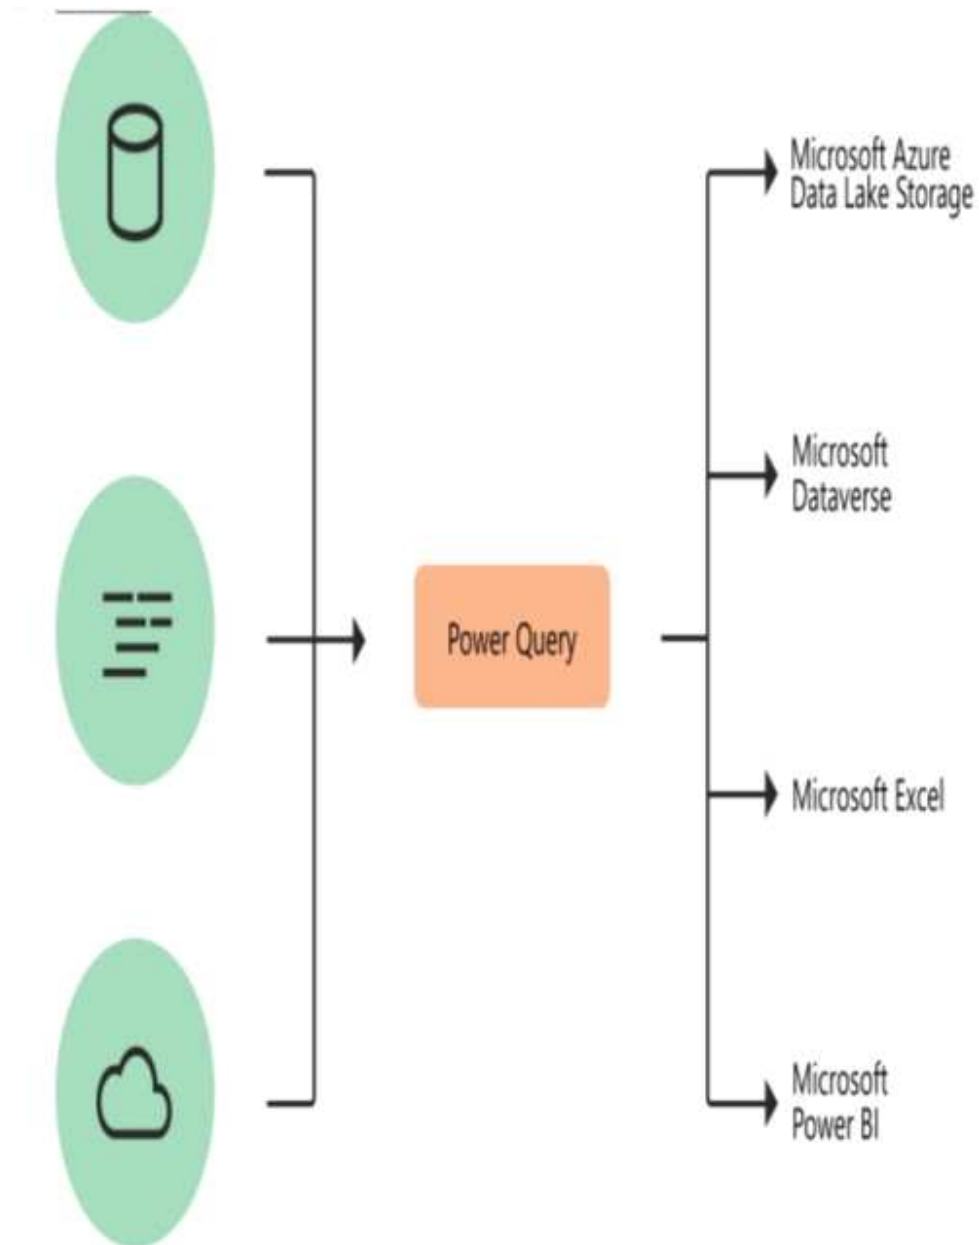 Microsoft Azure
Data Lake Storage
Microsoft
Dataverse
Power Query
Microsoft Excel
Microsoft
Power BI